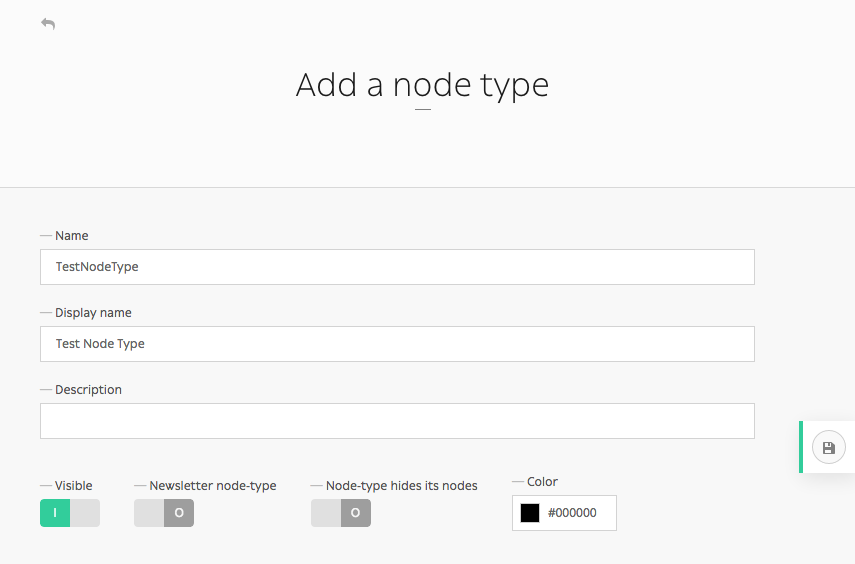 Add a node type
— Name
TestNodeType
— Display name
Test Node Type
— Description
— Visible — Newsletter node-type — Node-type hides its nodes — Color
I O O #000000